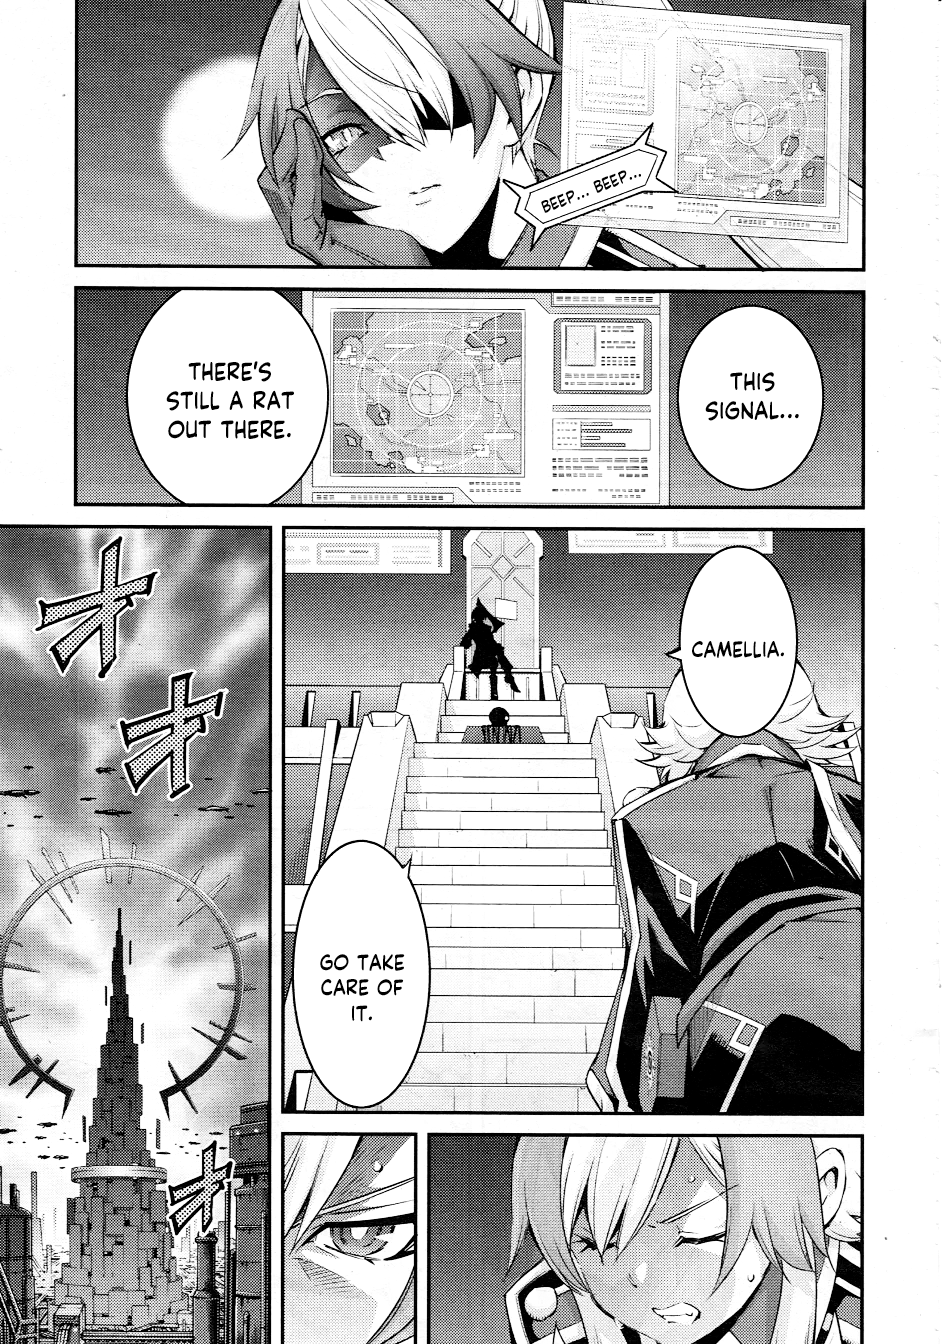 BEEP... BEEP...
THIS
SIGNAL...
THERE'S
STILL A RAT
OUT THERE.
CAMELLIA.
GO TAKE
CARE OF
IT.
オ
オ
オ